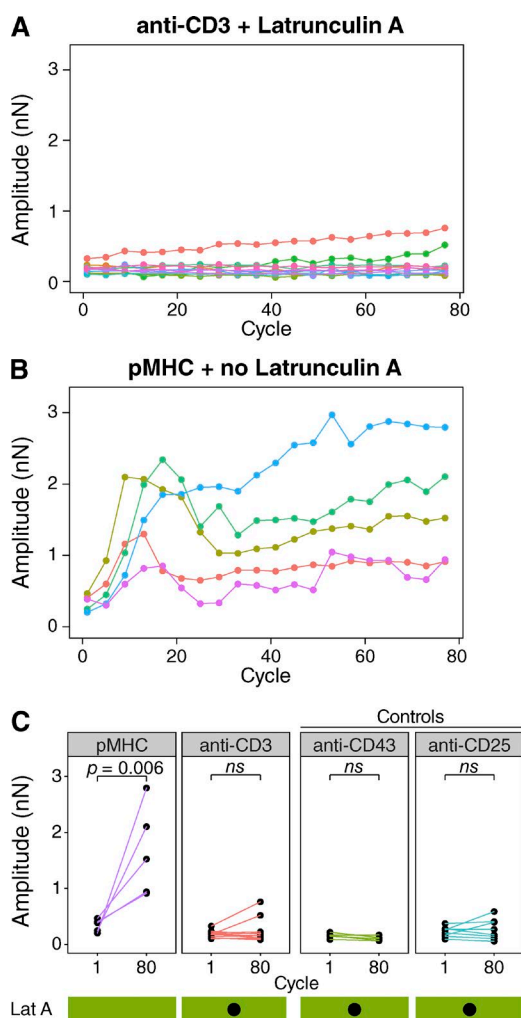 A anti-CD3 + Latrunculin A
Amplitude (nN)
3
2
1
0
0 20 40 60 80
Cycle
B pMHC + no Latrunculin A
Amplitude (nN)
3
2
1
0
0 20 40 60 80
Cycle
C
Controls
pMHC anti-CD3 anti-CD43 anti-CD25
p = 0.006 ns ns ns
Amplitude (nN)
3
2
1
0
1 80 1 80 1 80 1 80
Cycle
Lat A